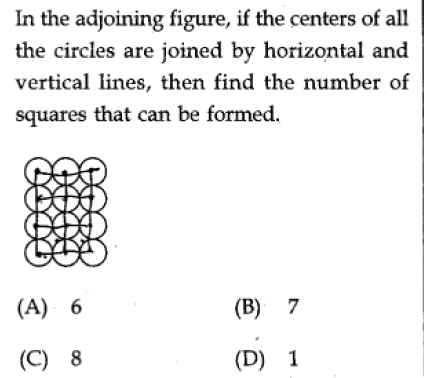 In the adjoining figure, if the centers of all
the circles are joined by horizontal and
vertical lines, then find the number of
squares that can be formed.
(A) 6 (B) 7
(C) 8 (D) 1